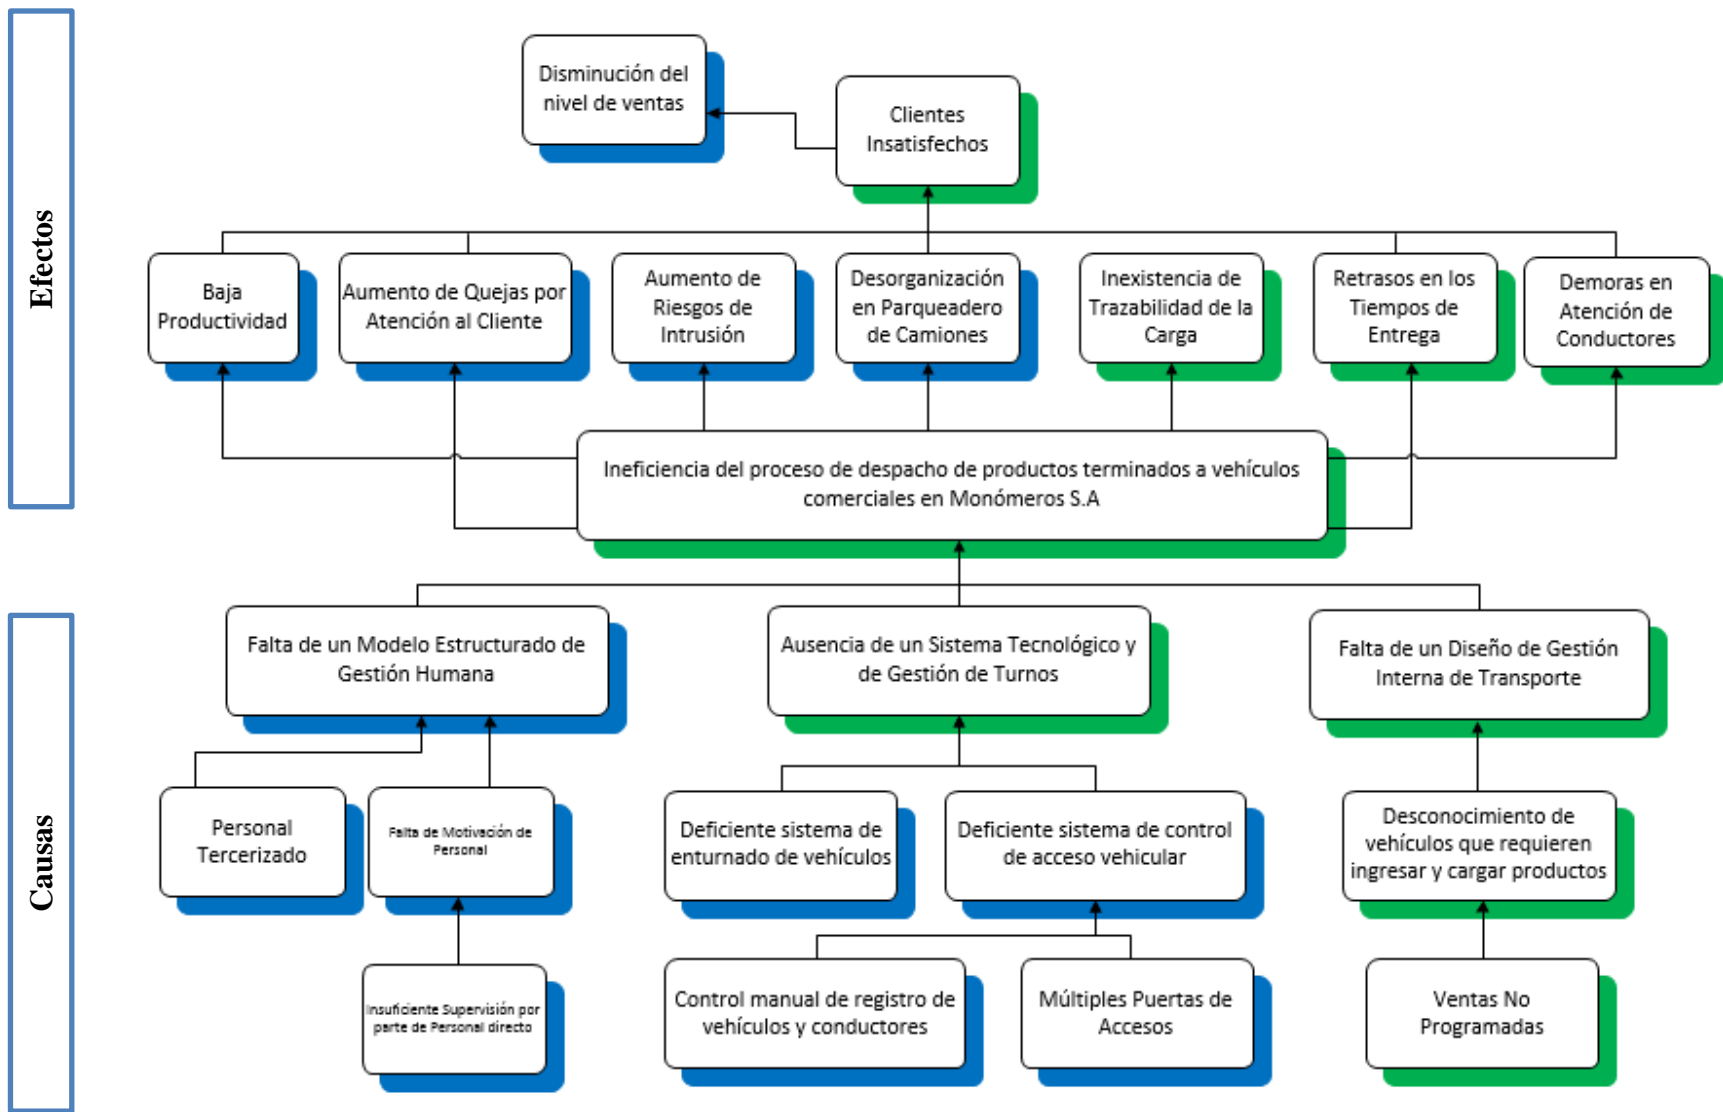 Efectos
Disminución del
nivel de ventas
Clientes
Insatisfechos
Baja
Productividad
Aumento de Quejas por
Atención al Cliente
Aumento de
Riesgos de
Intrusión
Desorganización
en Parqueadero
de Camiones
Inexistencia de
Trazabilidad de la
Carga
Retrasos en los
Tiempos de
Entrega
Demoras en
Atención de
Conductores
Ineficiencia del proceso de despacho de productos terminados a vehículos
comerciales en Monómeros S.A
Causas
Falta de un Modelo Estructurado de
Gestión Humana
Ausencia de un Sistema Tecnológico y
de Gestión de Turnos
Falta de un Diseño de Gestión
Interna de Transporte
Personal
Tercerizado
Falta de Motivación de
Personal
Deficiente sistema de
enturnado de vehículos
Deficiente sistema de control
de acceso vehicular
Desconocimiento de
vehículos que requieren
ingresar y cargar productos
Insuficiente Supervisión por
parte de Personal directo
Control manual de registro de
vehículos y conductores
Múltiples Puertas de
Accesos
Ventas No
Programadas